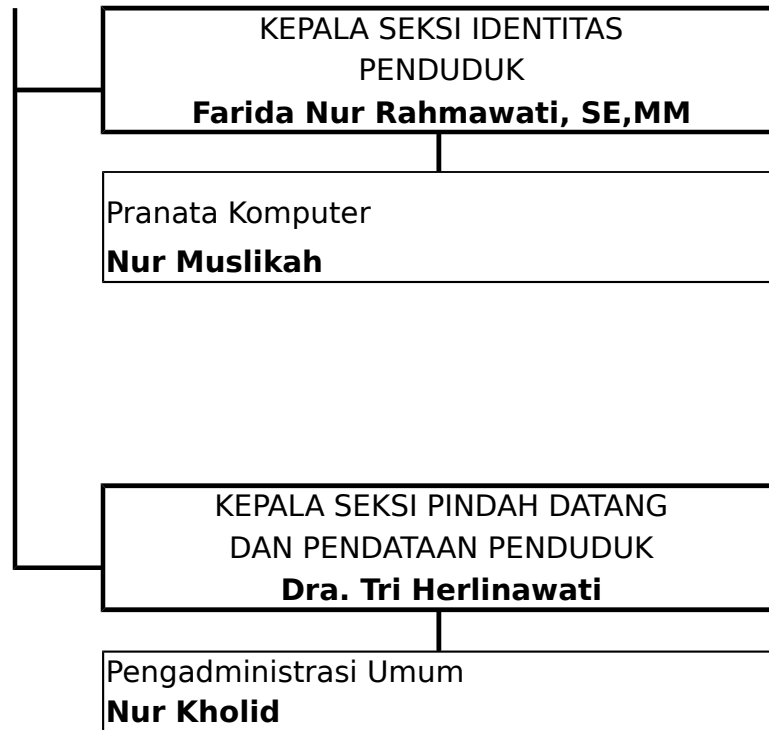 KEPALA SEKSI IDENTITAS
PENDUDUK
Farida Nur Rahmawati, SE,MM
Pranata Komputer
Nur Muslikah
KEPALA SEKSI PINDAH DATANG
DAN PENDATAAN PENDUDUK
Dra. Tri Herlinawati
Pengadministrasi Umum
Nur Kholid